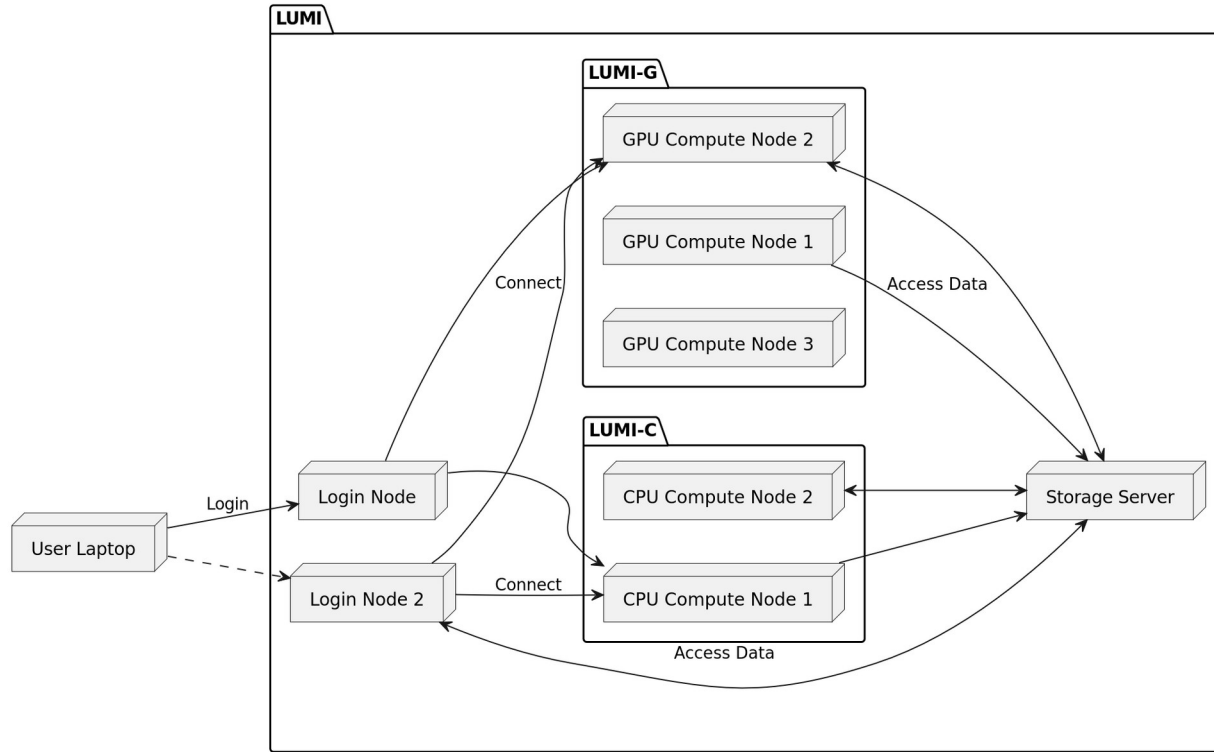 LUMI
LUMI-G
GPU Compute Node 2
GPU Compute Node 1
Connect
Access Data
GPU Compute Node 3
LUMI-C
Login Node
CPU Compute Node 2
Storage Server
Login
User Laptop
Connect
Login Node 2
CPU Compute Node 1
Access Data